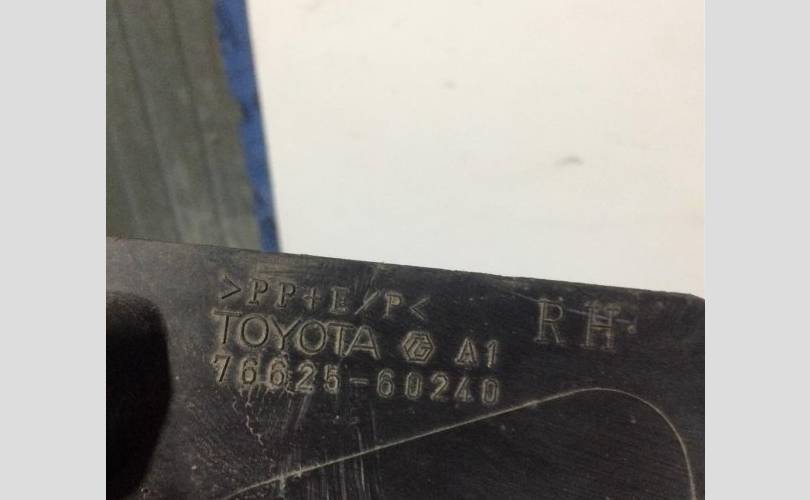 >PP+E/P<
RH
TOYOTA A1
76625-60240